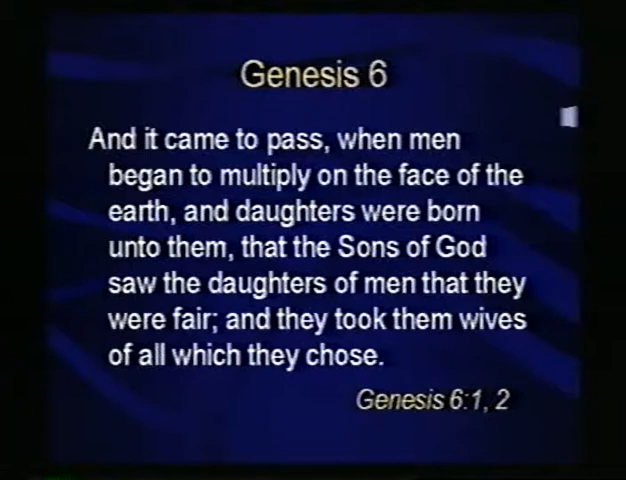 Genesis 6
And it came to pass, when men
began to multiply on the face of the
earth, and daughters were born
unto them, that the Sons of God
saw the daughters of men that they
were fair; and they took them wives
of all which they chose.
Genesis 6:1, 2